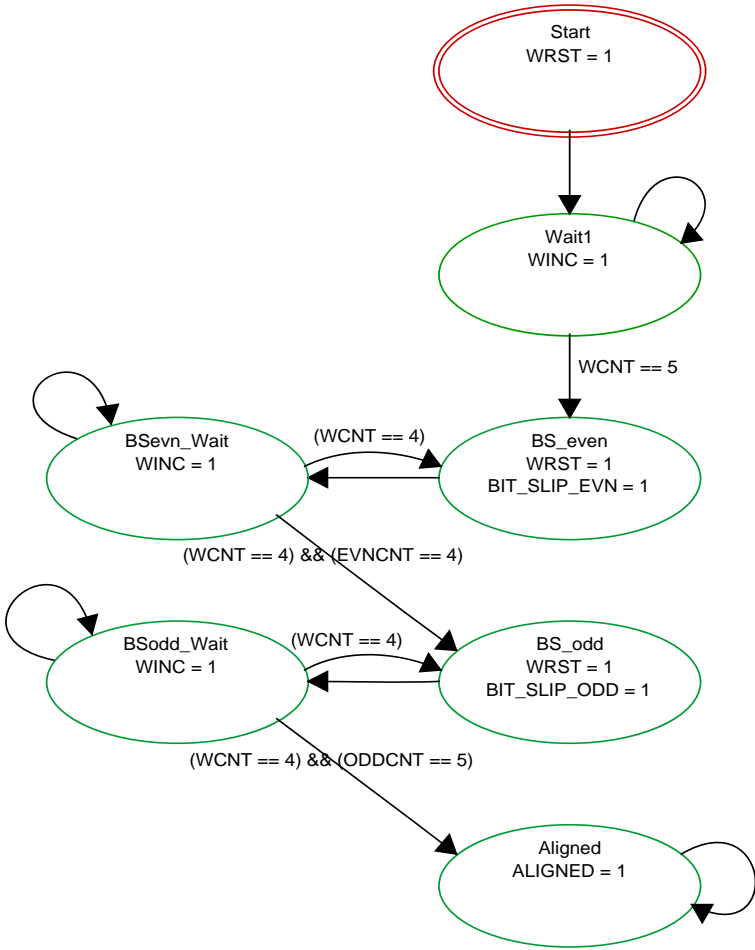 Start
WRST = 1
Wait1
WINC = 1
WCNT == 5
BSevn_Wait
WINC = 1
(WCNT == 4)
BS_even
WRST = 1
BIT_SLIP_EVN = 1
(WCNT == 4) && (EVNCNT == 4)
BSodd_Wait
WINC = 1
(WCNT == 4)
BS_odd
WRST = 1
BIT_SLIP_ODD = 1
(WCNT == 4) && (ODDCNT == 5)
Aligned
ALIGNED = 1